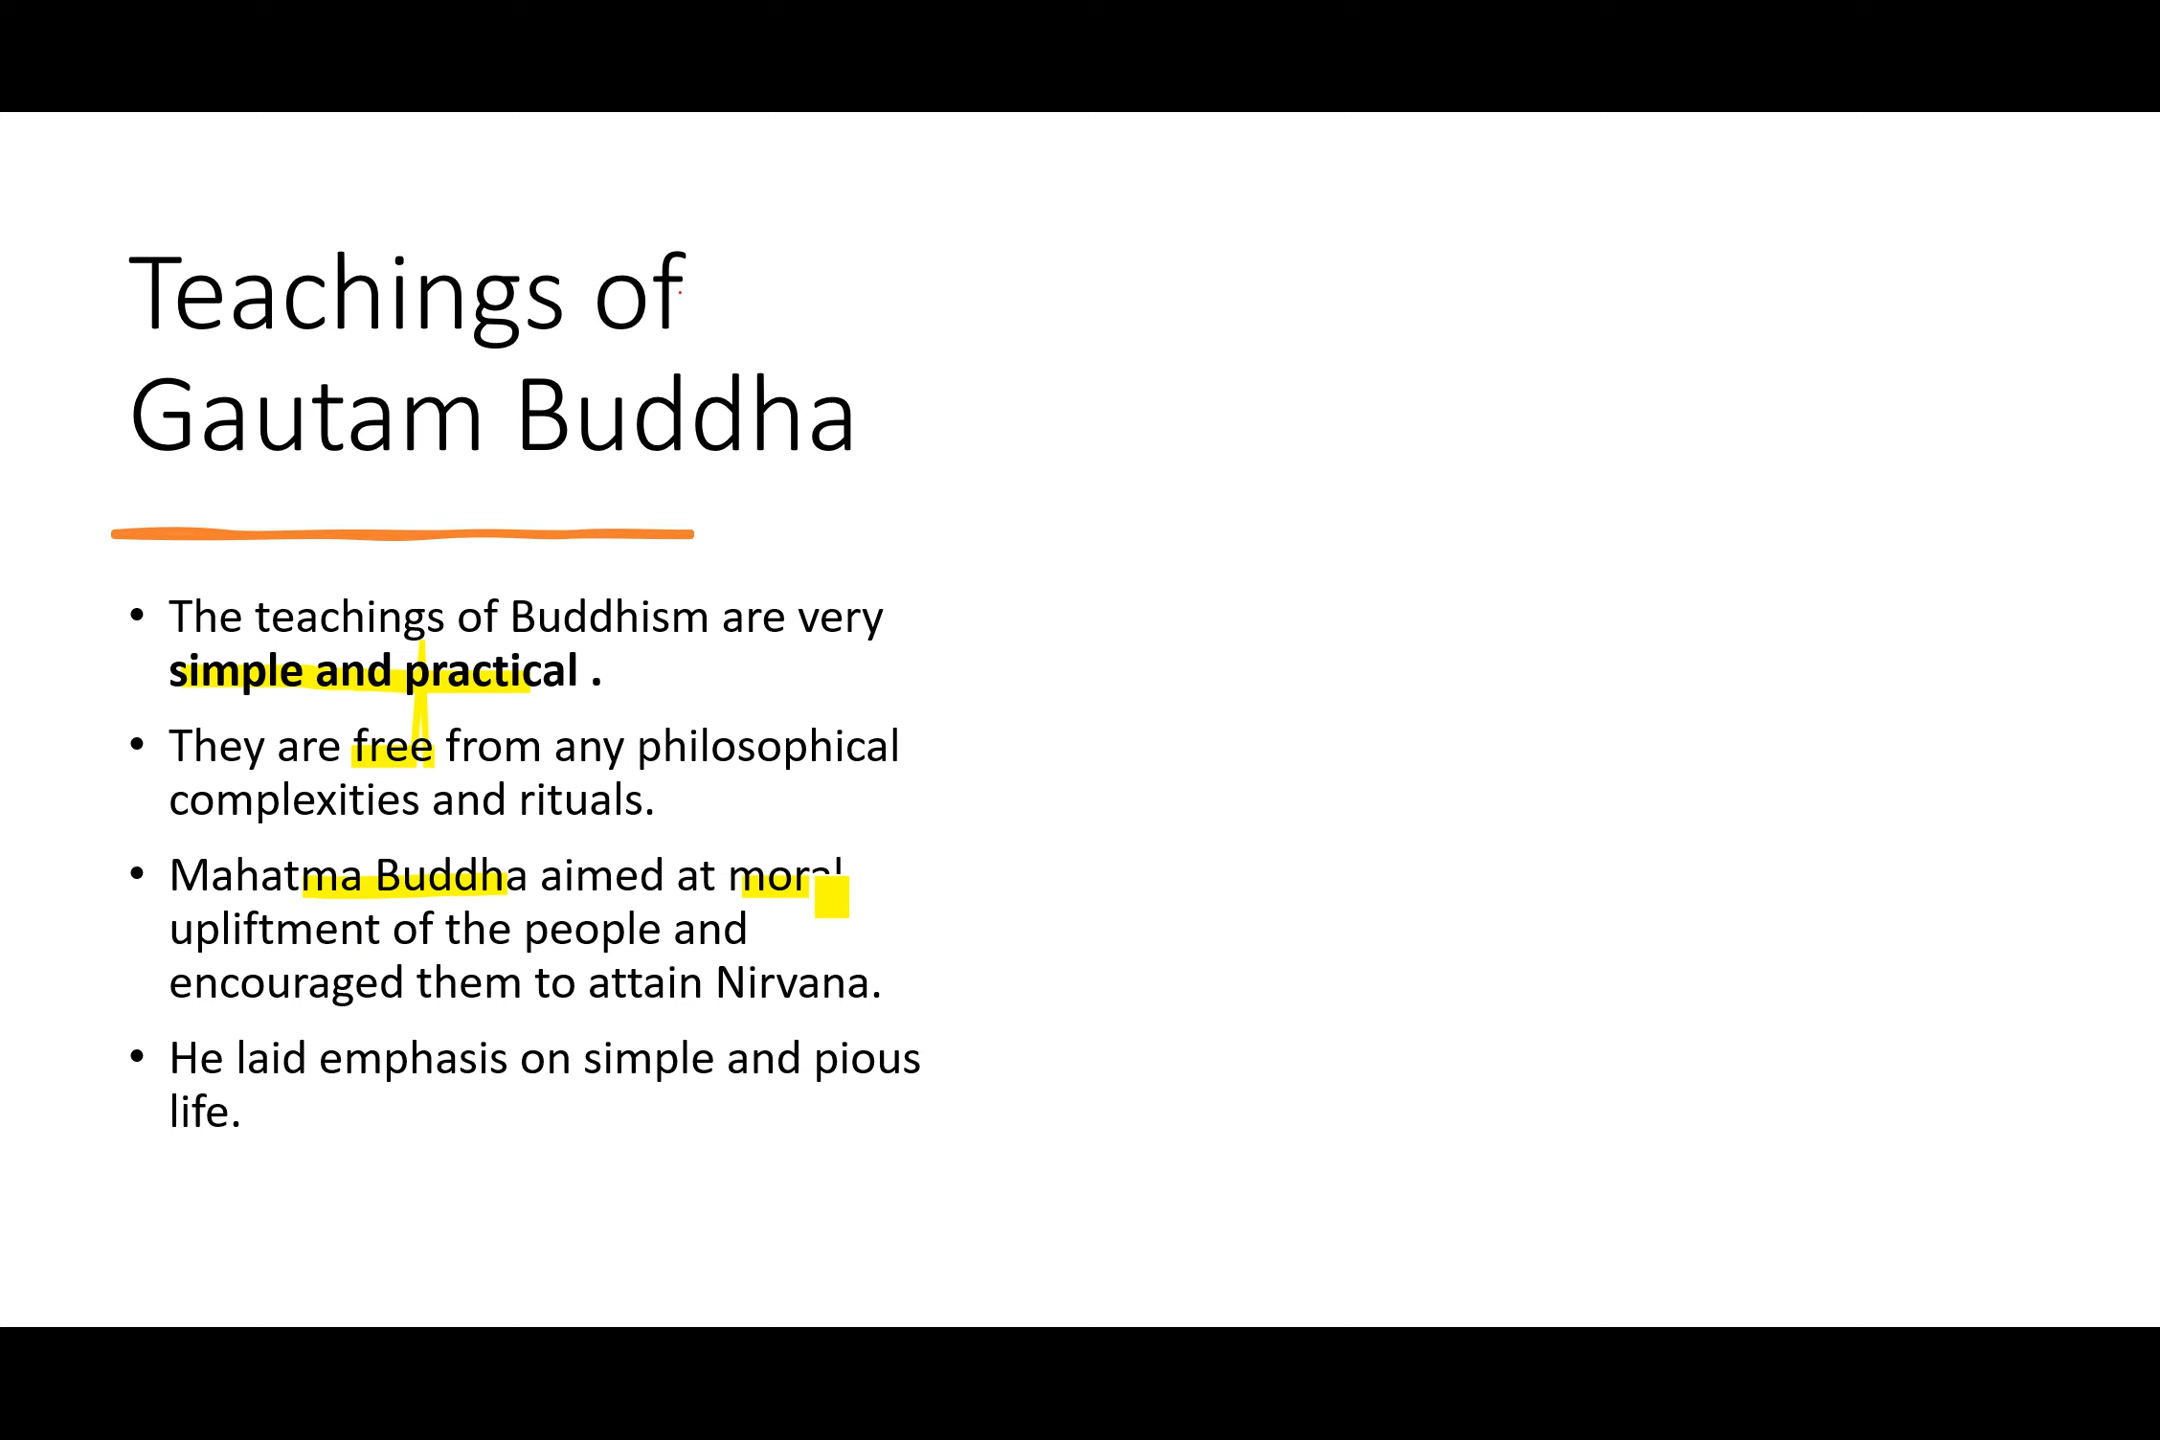 Teachings of
Gautam Buddha
• The teachings of Buddhism are very
simple and practical .
• They are free from any philosophical
complexities and rituals.
• Mahatma Buddha aimed at moral
upliftment of the people and
encouraged them to attain Nirvana.
• He laid emphasis on simple and pious
life.